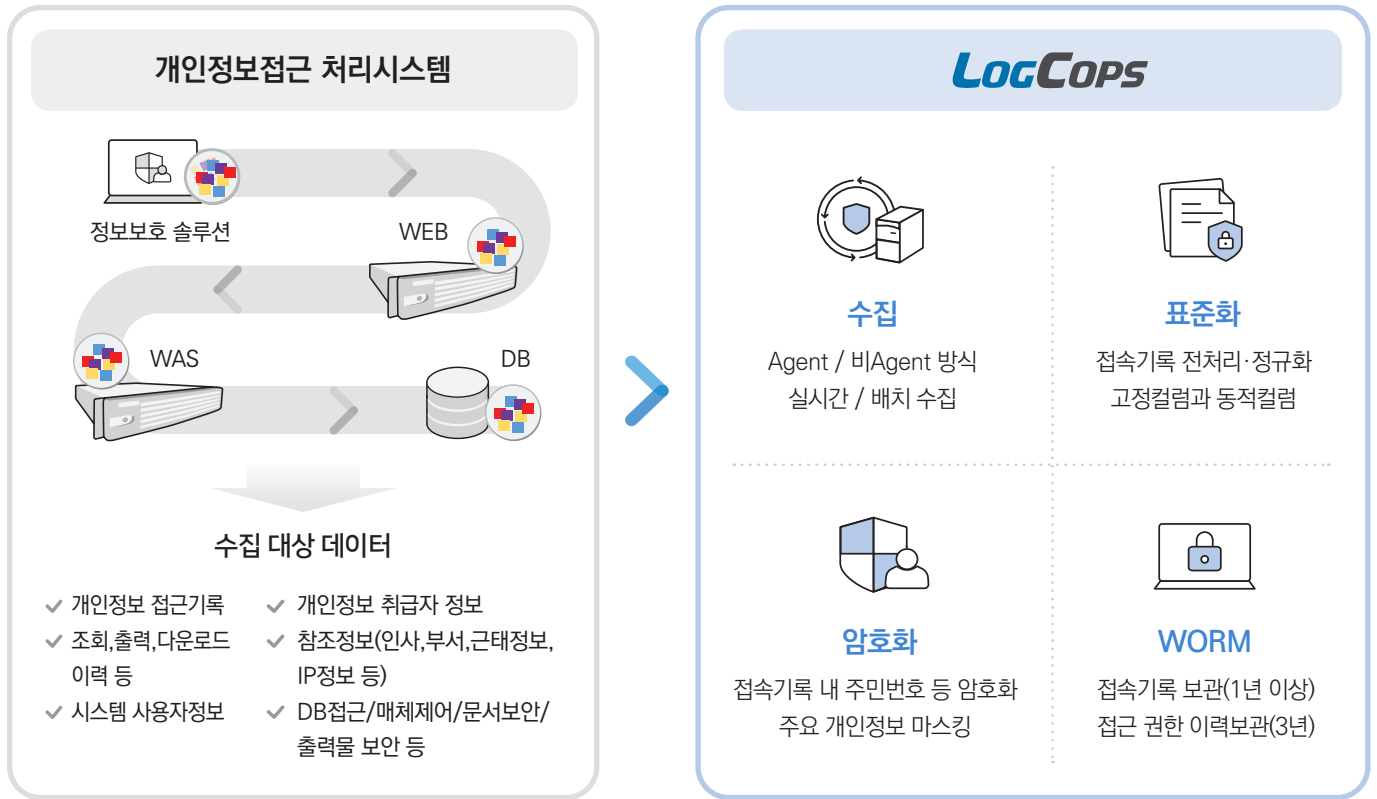 개인정보접근 처리시스템
정보보호 솔루션
WEB
WAS
DB
수집 대상 데이터
개인정보 접근기록
조회,출력,다운로드
이력 등
시스템 사용자정보
개인정보 취급자 정보
참조정보(인사,부서,근태정보,
IP정보 등)
DB접근/매체제어/문서보안/
출력물 보안 등
LOGCOPS
수집
Agent / 비Agent 방식
실시간 / 배치 수집
표준화
접속기록 전처리·정규화
고정컬럼과 동적컬럼
암호화
접속기록 내 주민번호 등 암호화
주요 개인정보 마스킹
WORM
접속기록 보관(1년 이상)
접근 권한 이력보관(3년)